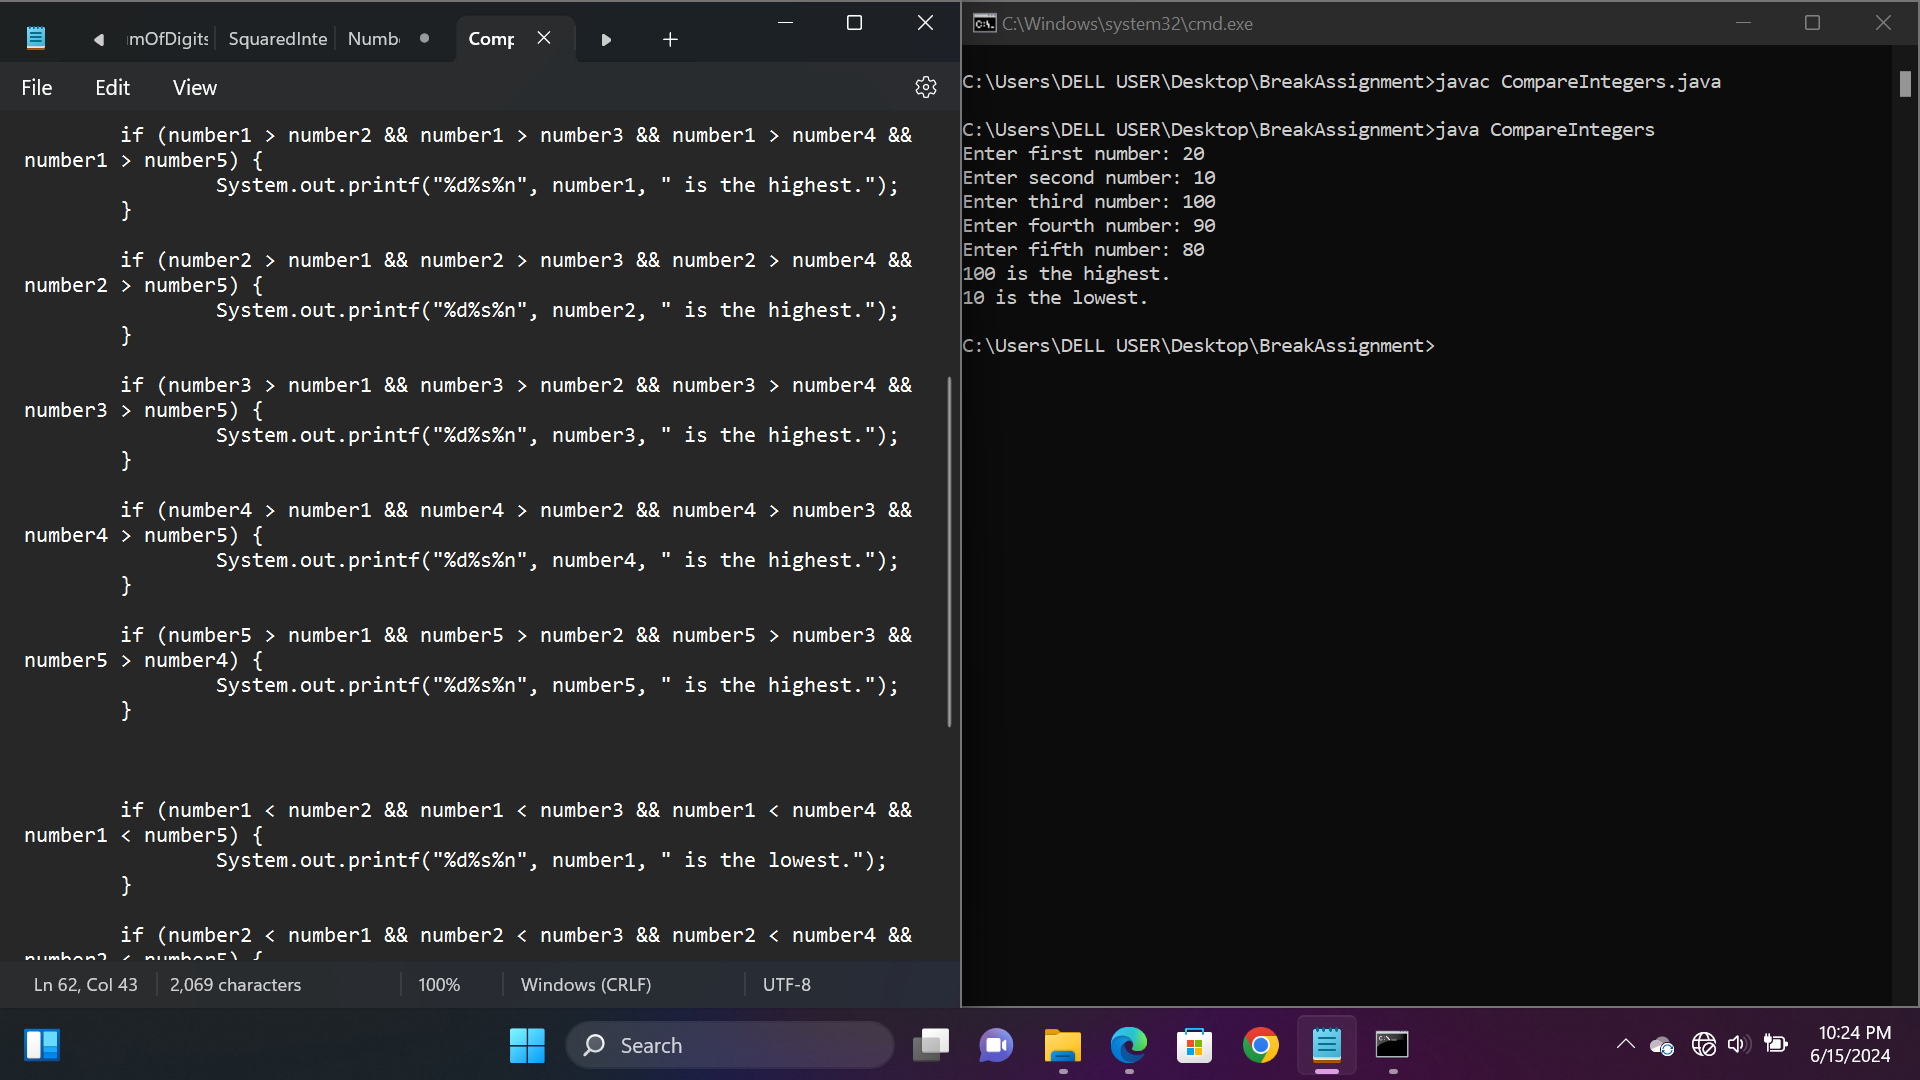 mOfDigits
SquaredInte
Numb
Comp
File
Edit
View
if (number1 > number2 && number1 > number3 && number1 > number4 &&
number1 > number5) {
System.out.printf("%d%s%n", number1, " is the highest.");
}
if (number2 > number1 && number2 > number3 && number2 > number4 &&
number2 > number5) {
System.out.printf("%d%s%n", number2, " is the highest.");
}
if (number3 > number1 && number3 > number2 && number3 > number4 &&
number3 > number5) {
System.out.printf("%d%s%n", number3, " is the highest.");
}
if (number4 > number1 && number4 > number2 && number4 > number3 &&
number4 > number5) {
System.out.printf("%d%s%n", number4, " is the highest.");
}
if (number5 > number1 && number5 > number2 && number5 > number3 &&
number5 > number4) {
System.out.printf("%d%s%n", number5, " is the highest.");
}
if (number1 < number2 && number1 < number3 && number1 < number4 &&
number1 < number5) {
System.out.printf("%d%s%n", number1, " is the lowest.");
}
if (number2 < number1 && number2 < number3 && number2 < number4 &&
number2 < number5) {
Ln 62, Col 43
2,069 characters
100%
Windows (CRLF)
UTF-8
C:\Windows\system32\cmd.exe
C:\Users\DELL USER\Desktop\BreakAssignment>javac CompareIntegers.java
C:\Users\DELL USER\Desktop\BreakAssignment>java CompareIntegers
Enter first number: 20
Enter second number: 10
Enter third number: 100
Enter fourth number: 90
Enter fifth number: 80
100 is the highest.
10 is the lowest.
C:\Users\DELL USER\Desktop\BreakAssignment>
Search
10:24 PM
6/15/2024